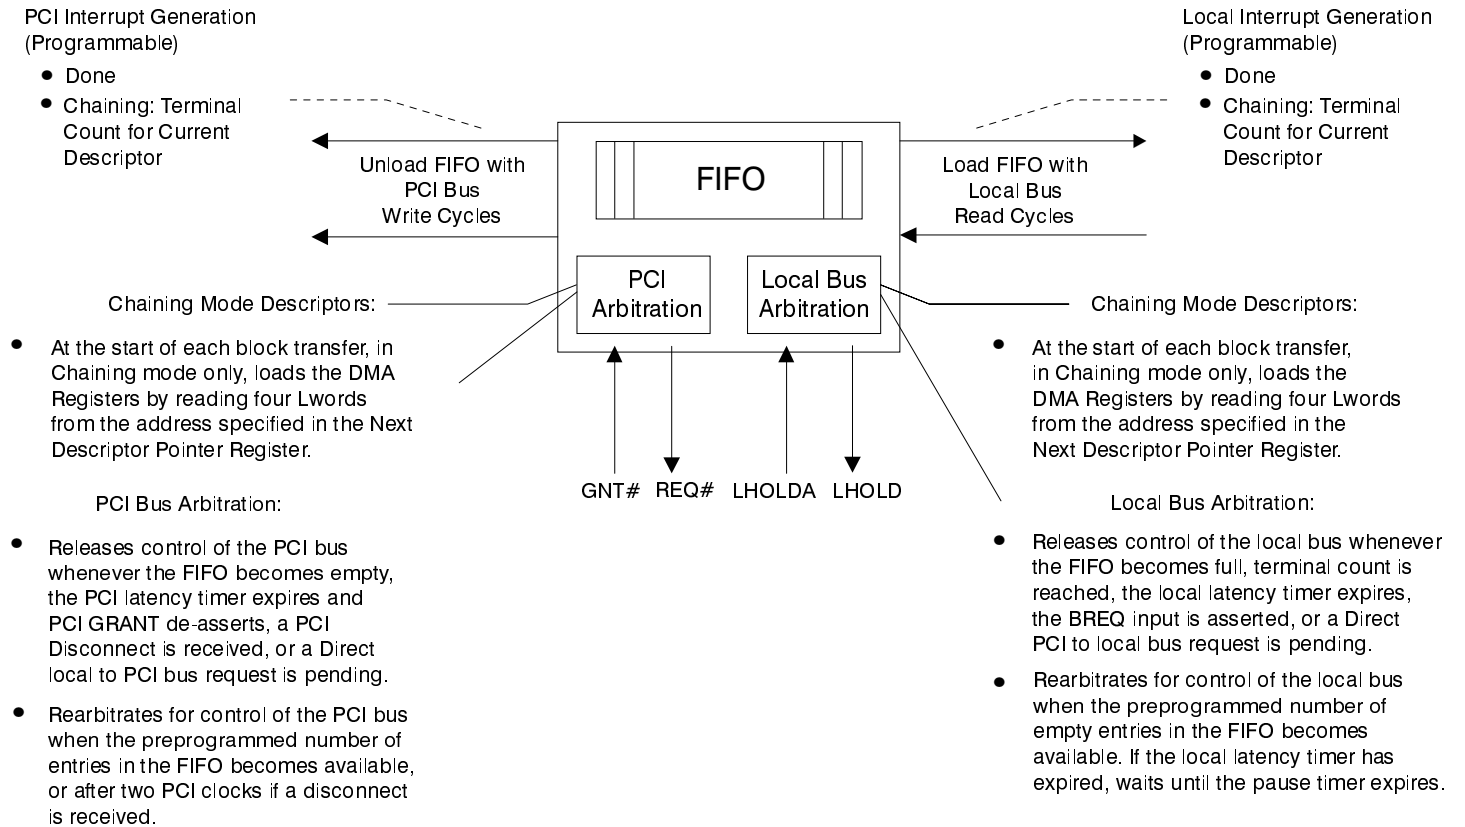 PCI Interrupt Generation
(Programmable)
● Done
● Chaining: Terminal
Count for Current
Descriptor
Local Interrupt Generation
(Programmable)
● Done
● Chaining: Terminal
Count for Current
Descriptor
Unload FIFO with
PCI Bus
Write Cycles
FIFO
Load FIFO with
Local Bus
Read Cycles
PCI
Arbitration
Local Bus
Arbitration
GNT# REQ# LHOLDA LHOLD
Chaining Mode Descriptors:
● At the start of each block transfer, in
Chaining mode only, loads the DMA
Registers by reading four Lwords
from the address specified in the Next
Descriptor Pointer Register.
PCI Bus Arbitration:
● Releases control of the PCI bus
whenever the FIFO becomes empty,
the PCI latency timer expires and
PCI GRANT de-asserts, a PCI
Disconnect is received, or a Direct
local to PCI bus request is pending.
● Rearbitrates for control of the PCI bus
when the preprogrammed number of
entries in the FIFO becomes available,
or after two PCI clocks if a disconnect
is received.
Chaining Mode Descriptors:
● At the start of each block transfer,
in Chaining mode only, loads the
DMA Registers by reading four Lwords
from the address specified in the
Next Descriptor Pointer Register.
Local Bus Arbitration:
● Releases control of the local bus whenever
the FIFO becomes full, terminal count is
reached, the local latency timer expires,
the BREQ input is asserted, or a Direct
PCI to local bus request is pending.
● Rearbitrates for control of the local bus
when the preprogrammed number of
empty entries in the FIFO becomes
available. If the local latency timer has
expired, waits until the pause timer expires.